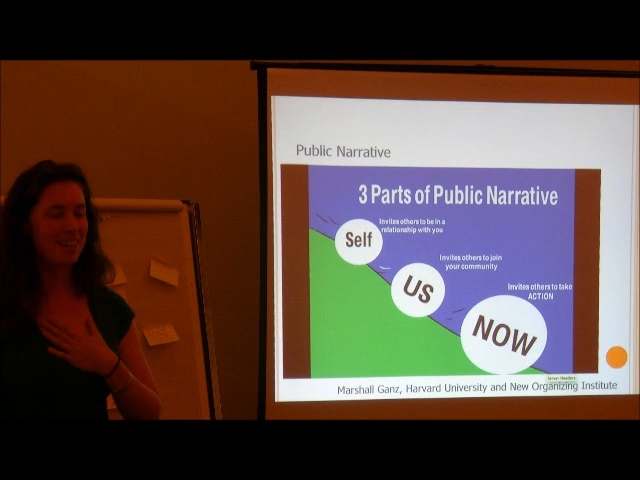 Public Narrative
3 Parts of Public Narrative
Invites others to be in a
relationship with you
Self
Invites others to join
your community
US
Invites others to take
ACTION
NOW
Marshall Ganz, Harvard University and New Organizing Institute